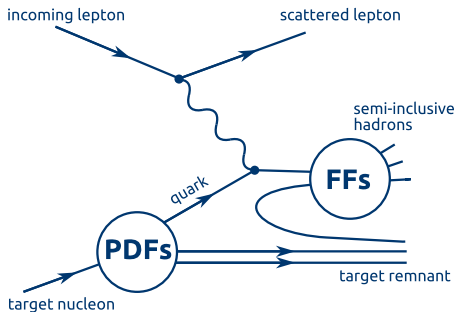 incoming lepton
scattered lepton
semi-inclusive
hadrons
FFs
quark
PDFs
target remnant
target nucleon